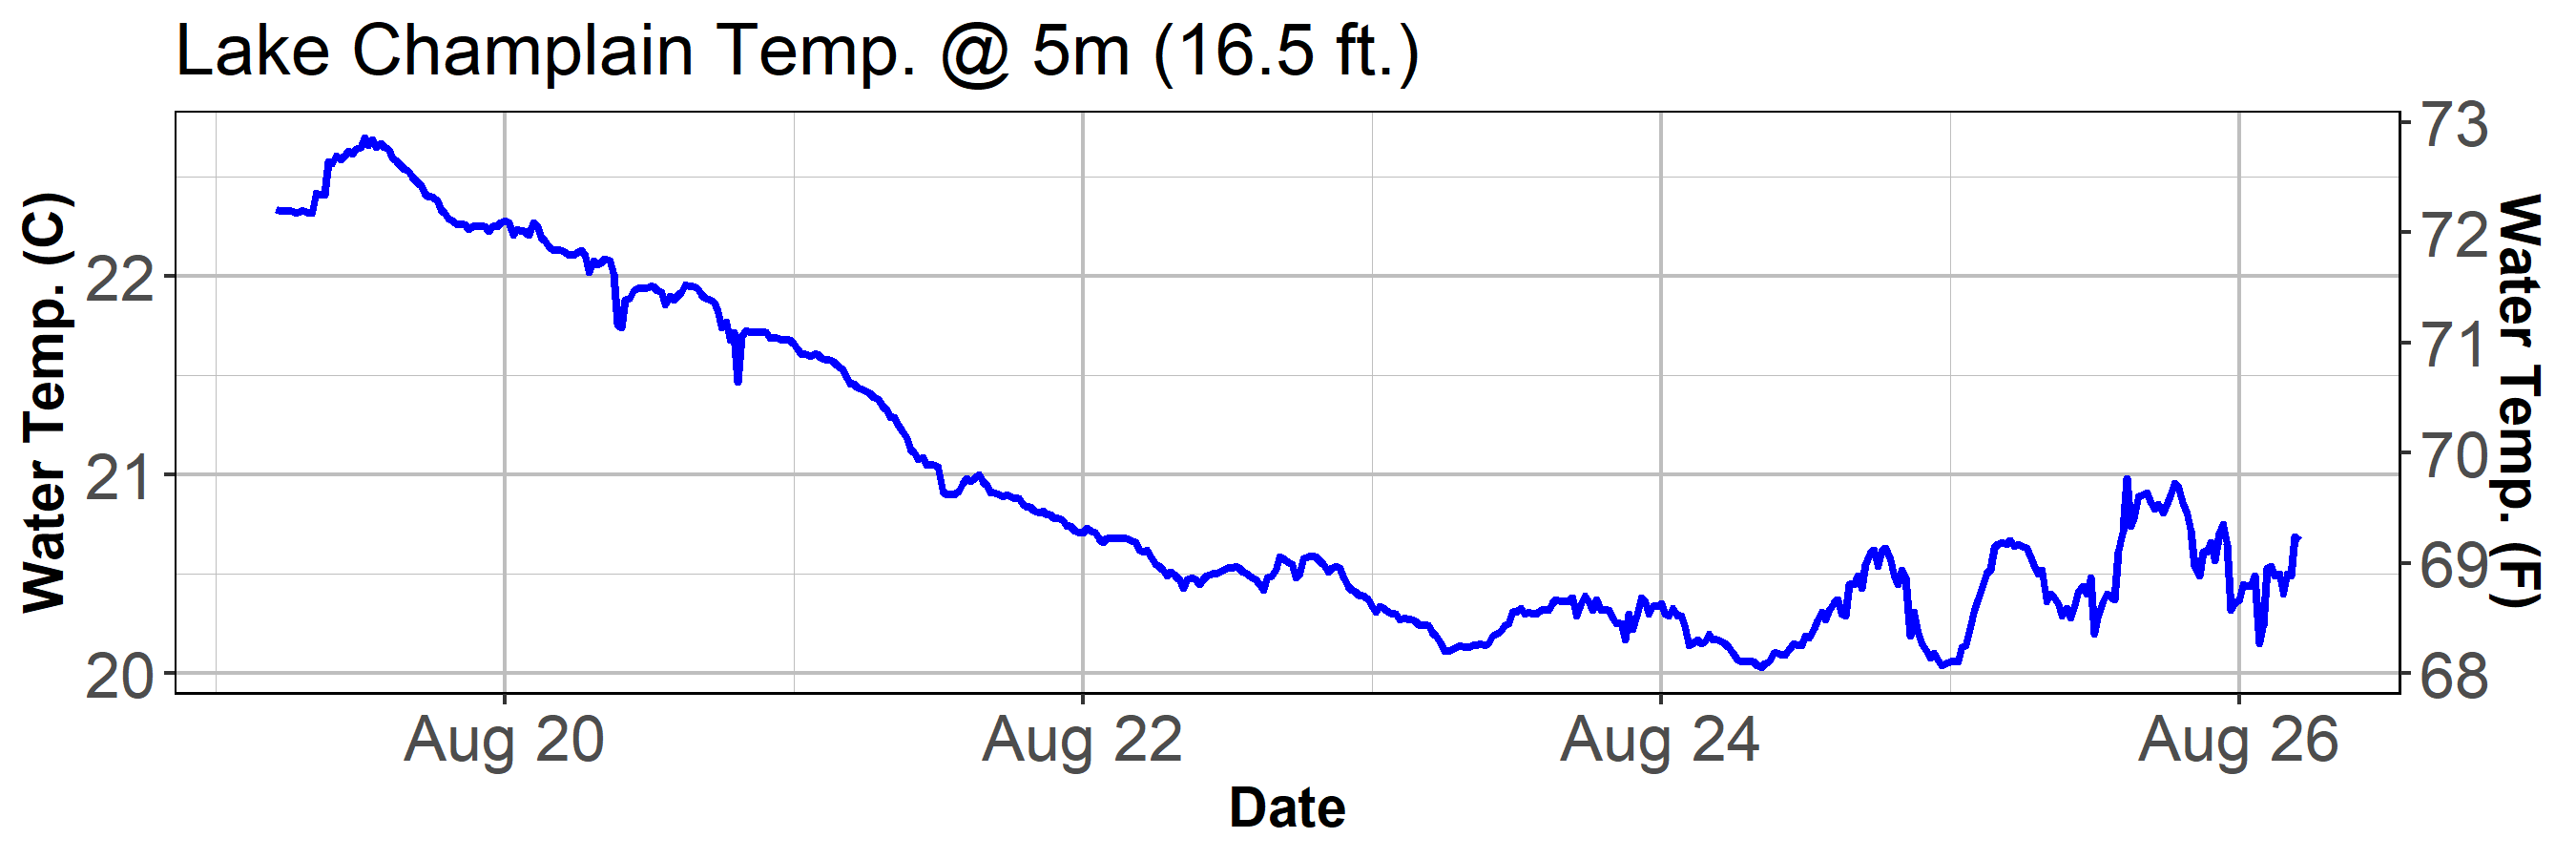 Lake Champlain Temp. @ 5m (16.5 ft.)
Water Temp. (C)
22
21
20
73
72
71
70
69
68
Water Temp. (F)
Aug 20
Aug 22
Aug 24
Aug 26
Date